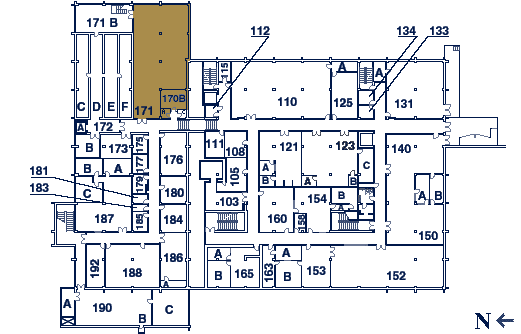 171 B
112
134
133
A
A
115
C
D
E
F
171
170B
110
125
131
A
172
B
173
175
176
111
108
121
123
140
B
A
177
105
A
C
181
179
180
B
A
A
B
A
B
183
C
103
B
154
A
187
185
184
160
158
150
192
188
186
A
A
B
165
163
A
B
153
152
A
190
B
C
N